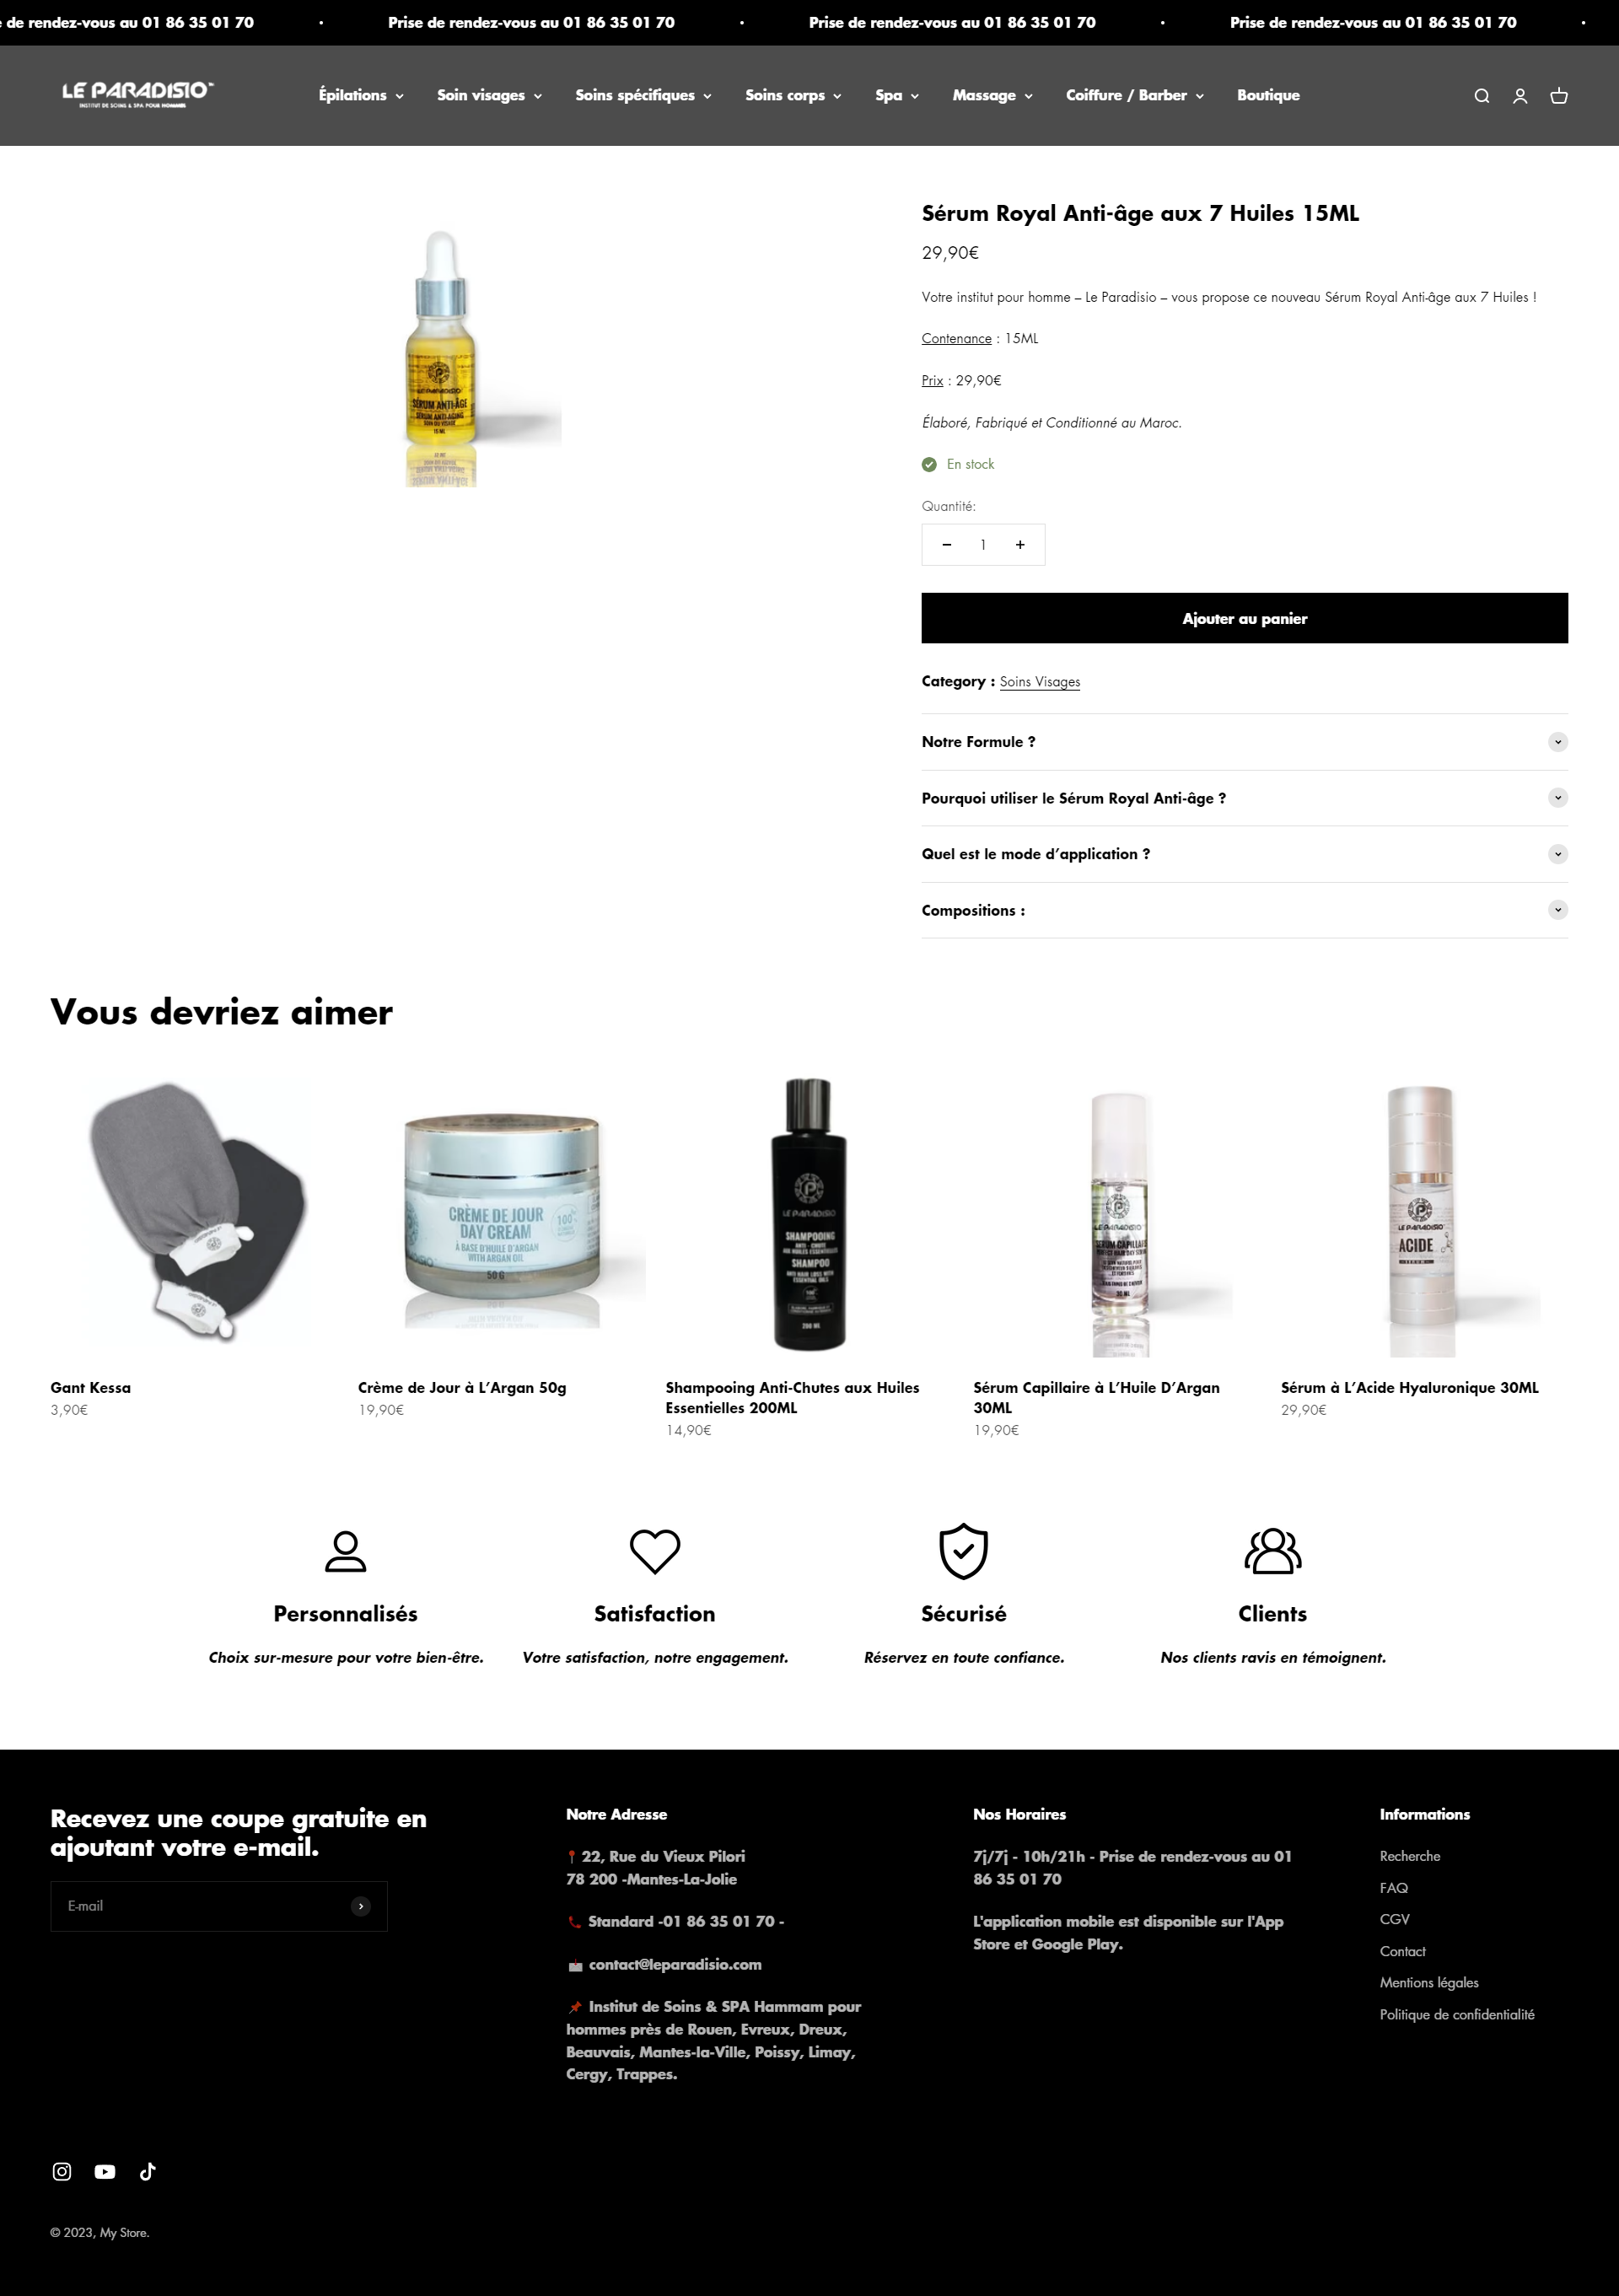 de rendez-vous au 01 86 35 01 70 • Prise de rendez-vous au 01 86 35 01 70 • Prise de rendez-vous au 01 86 35 01 70 • Prise de rendez-vous au 01 86 35 01 70 •
LE PARADISIO™
INSTITUT DE SOINS & SPA POUR HOMMES
Épilations
Soin visages
Soins spécifiques
Soins corps
Spa
Massage
Coiffure / Barber
Boutique
Sérum Royal Anti-âge aux 7 Huiles 15ML
29,90€
Votre institut pour homme – Le Paradisio – vous propose ce nouveau Sérum Royal Anti-âge aux 7 Huiles !
Contenance : 15ML
Prix : 29,90€
Élaboré, Fabriqué et Conditionné au Maroc.
En stock
Quantité:
1
Ajouter au panier
Category : Soins Visages
Notre Formule ?
Pourquoi utiliser le Sérum Royal Anti-âge ?
Quel est le mode d’application ?
Compositions :
LE PARADISIO
SÉRUM ANTI-ÂGE
SERUM ANTI-AGING
SOIN DU VISAGE
15 ML
Vous devriez aimer
CRÈME DE JOUR
DAY CREAM
À BASE D'HUILE D'ARGAN
WITH ARGAN OIL
50 G
100%
LE PARADISIO
SHAMPOOING
ANTI - CHUTE
AUX HUILES ESSENTIELLES
SHAMPOO
ANTI HAIR LOSS WITH
ESSENTIAL OILS
200 ML
LE PARADISIO
SÉRUM CAPILLAIRE
30 ML
LE PARADISIO
ACIDE
SERUM
Gant Kessa
3,90€
Crème de Jour à L’Argan 50g
19,90€
Shampooing Anti-Chutes aux Huiles
Essentielles 200ML
14,90€
Sérum Capillaire à L’Huile D’Argan
30ML
19,90€
Sérum à L’Acide Hyaluronique 30ML
29,90€
Personnalisés
Choix sur-mesure pour votre bien-être.
Satisfaction
Votre satisfaction, notre engagement.
Sécurisé
Réservez en toute confiance.
Clients
Nos clients ravis en témoignent.
Recevez une coupe gratuite en
ajoutant votre e-mail.
E-mail
Notre Adresse
22, Rue du Vieux Pilori
78 200 -Mantes-La-Jolie
Standard -01 86 35 01 70 -
contact@leparadisio.com
Institut de Soins & SPA Hammam pour
hommes près de Rouen, Evreux, Dreux,
Beauvais, Mantes-la-Ville, Poissy, Limay,
Cergy, Trappes.
Nos Horaires
7j/7j - 10h/21h - Prise de rendez-vous au 01
86 35 01 70
L'application mobile est disponible sur l'App
Store et Google Play.
Informations
Recherche
FAQ
CGV
Contact
Mentions légales
Politique de confidentialité
© 2023, My Store.